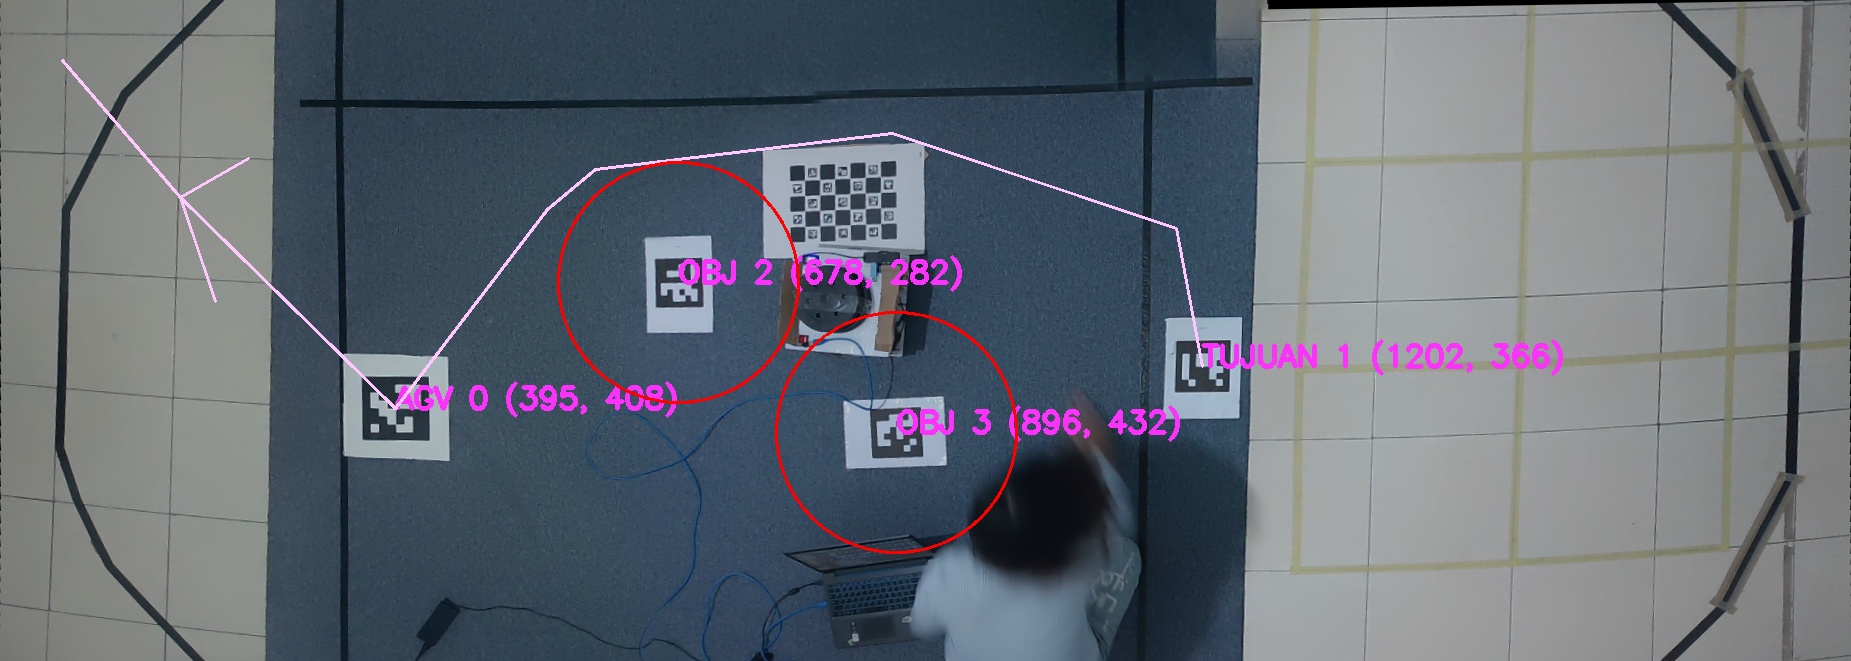 OBJ 2 (678, 282)
TUJUAN 1 (1202, 366)
AGV 0 (395, 408)
OBJ 3 (896, 432)